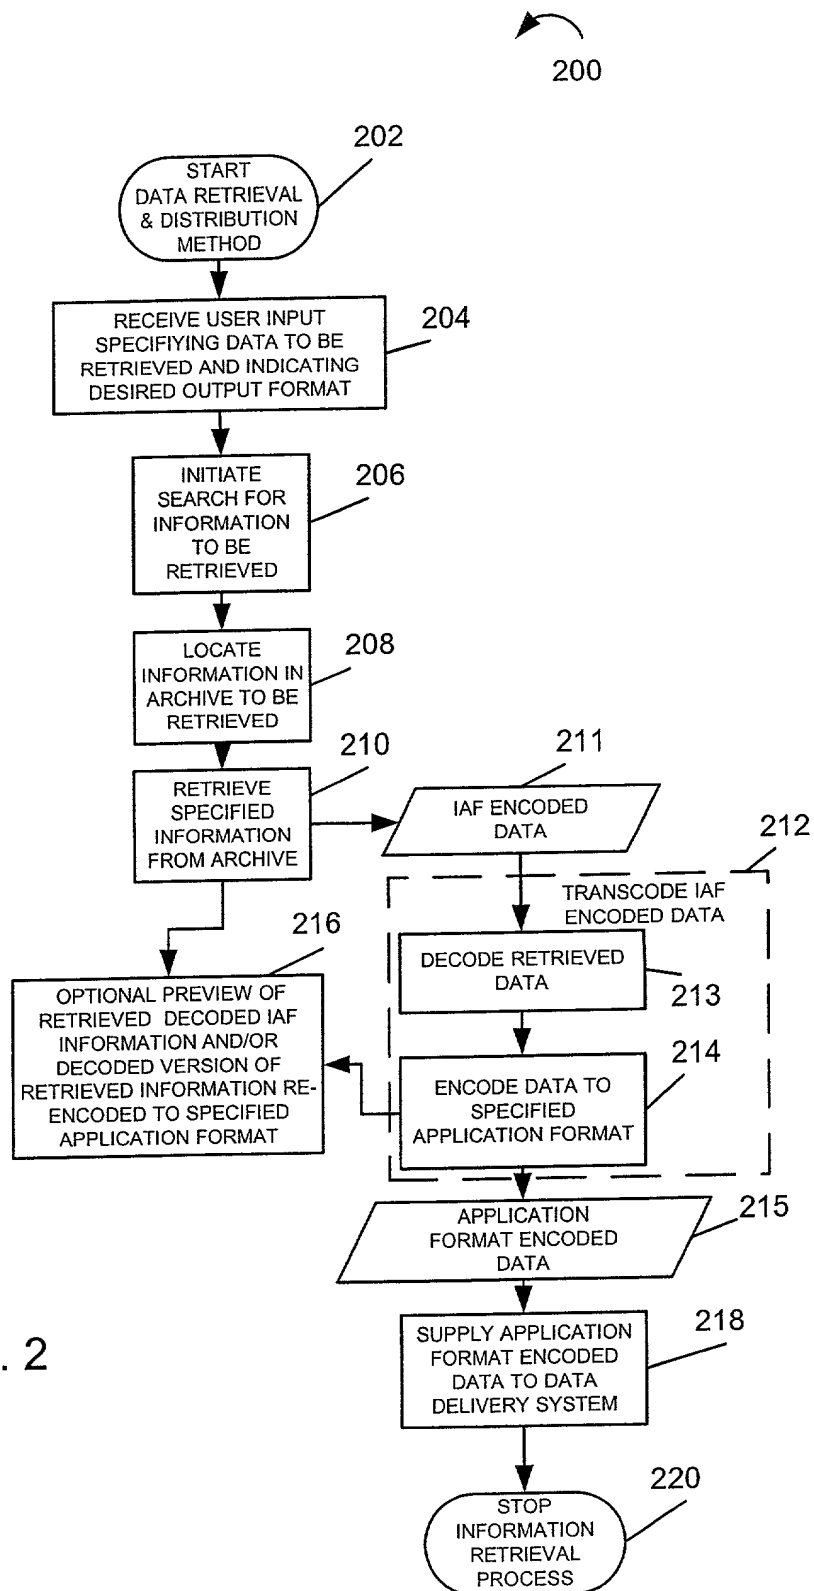 200
202
START
DATA RETRIEVAL
& DISTRIBUTION
METHOD
204
RECEIVE USER INPUT
SPECIFIYING DATA TO BE
RETRIEVED AND INDICATING
DESIRED OUTPUT FORMAT
206
INITIATE
SEARCH FOR
INFORMATION
TO BE
RETRIEVED
208
LOCATE
INFORMATION IN
ARCHIVE TO BE
RETRIEVED
210
RETRIEVE
SPECIFIED
INFORMATION
FROM ARCHIVE
211
IAF ENCODED
DATA
212
TRANSCODE IAF
ENCODED DATA
DECODE RETRIEVED
DATA
213
216
OPTIONAL PREVIEW OF
RETRIEVED DECODED IAF
INFORMATION AND/OR
DECODED VERSION OF
RETRIEVED INFORMATION RE-
ENCODED TO SPECIFIED
APPLICATION FORMAT
214
ENCODE DATA TO
SPECIFIED
APPLICATION FORMAT
215
APPLICATION
FORMAT ENCODED
DATA
218
SUPPLY APPLICATION
FORMAT ENCODED
DATA TO DATA
DELIVERY SYSTEM
. 2
220
STOP
INFORMATION
RETRIEVAL
PROCESS